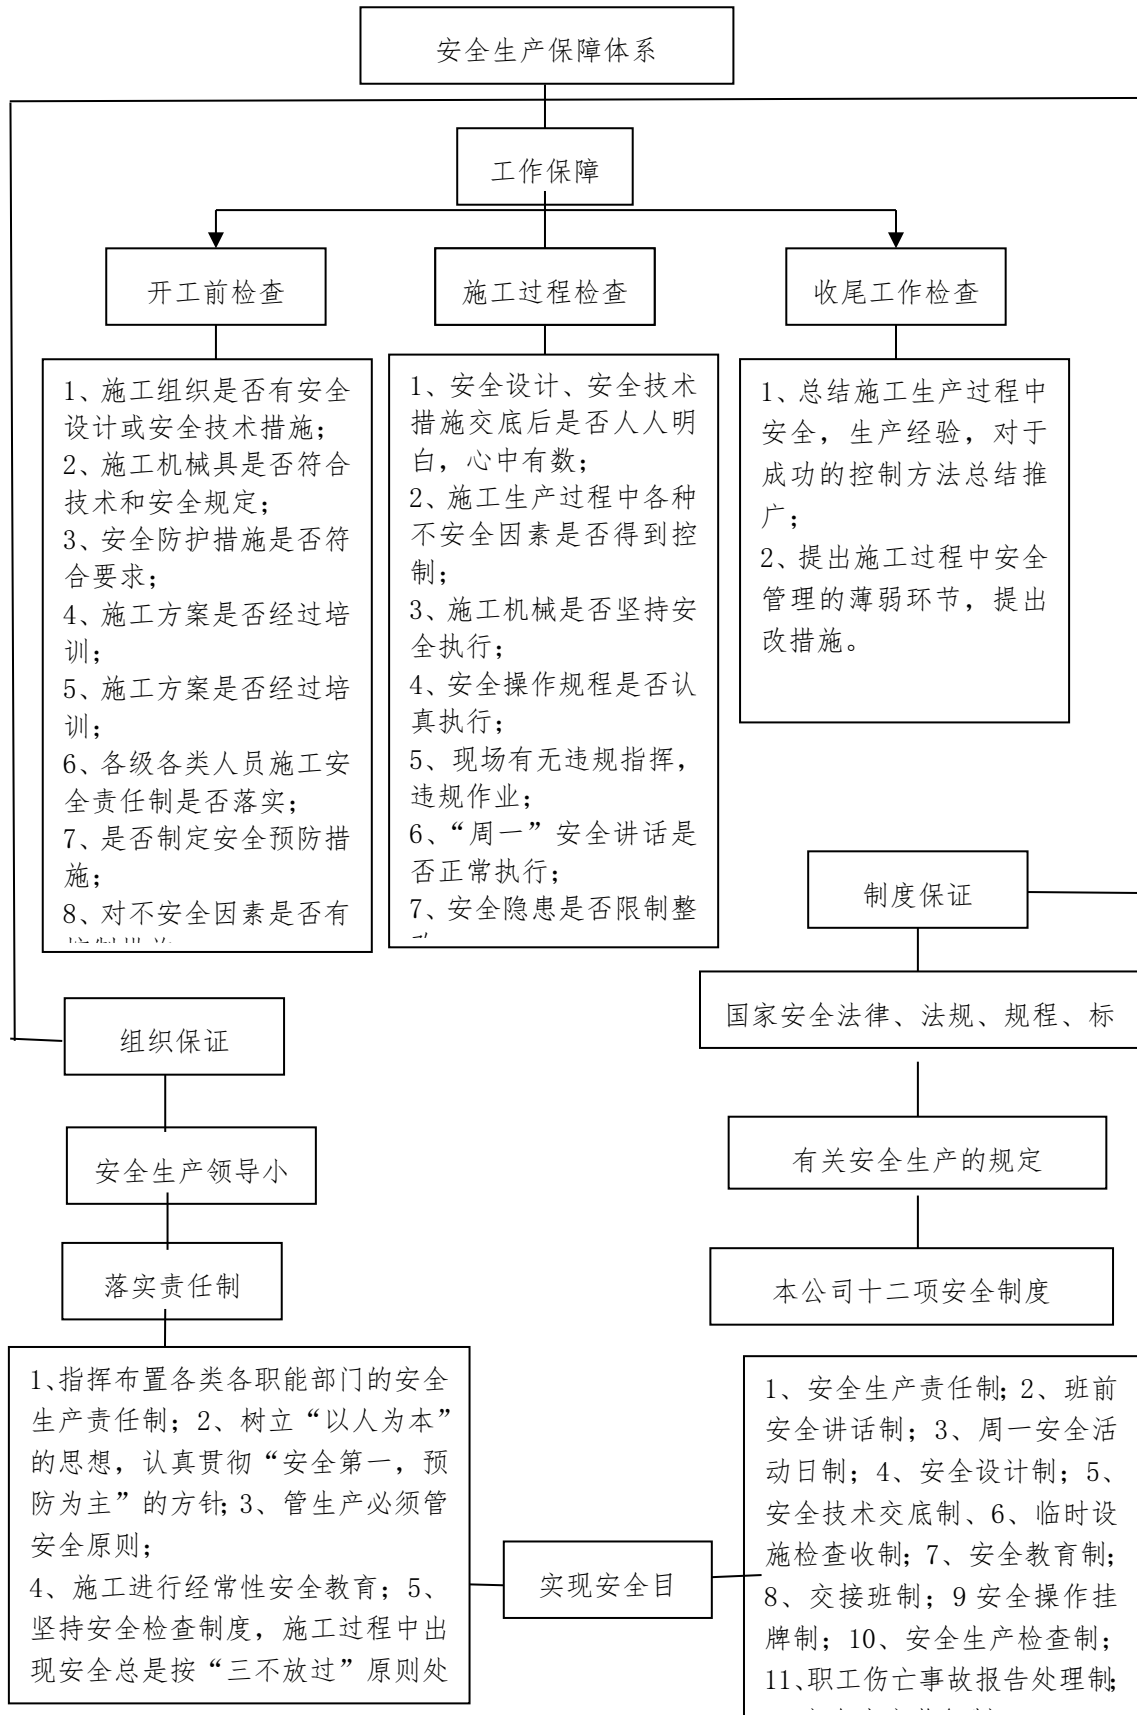 安全生产保障体系
工作保障
开工前检查
施工过程检查
收尾工作检查
1、施工组织是否有安全
设计或安全技术措施；
2、施工机械具是否符合
技术和安全规定；
3、安全防护措施是否符
合要求；
4、施工方案是否经过培
训；
5、施工方案是否经过培
训；
6、各级各类人员施工安
全责任制是否落实；
7、是否制定安全预防措
施；
8、对不安全因素是否有
1、安全设计、安全技术
措施交底后是否人人明
白，心中有数；
2、施工生产过程中各种
不安全因素是否得到控
制；
3、施工机械是否坚持安
全执行；
4、安全操作规程是否认
真执行；
5、现场有无违规指挥，
违规作业；
6、“周一”安全讲话是
否正常执行；
7、安全隐患是否限制整
1、总结施工生产过程中
安全，生产经验，对于
成功的控制方法总结推
广；
2、提出施工过程中安全
管理的薄弱环节，提出
改措施。
制度保证
国家安全法律、法规、规程、标
有关安全生产的规定
本公司十二项安全制度
组织保证
安全生产领导小
落实责任制
1、指挥布置各类各职能部门的安全
生产责任制；2、树立“以人为本”
的思想，认真贯彻“安全第一，预
防为主”的方针；3、管生产必须管
安全原则；
4、施工进行经常性安全教育；5、
坚持安全检查制度，施工过程中出
现安全总是按“三不放过”原则处
实现安全目
1、安全生产责任制；2、班前
安全讲话制；3、周一安全活
动日制；4、安全设计制；5、
安全技术交底制、6、临时设
施检查收制；7、安全教育制；
8、交接班制；9 安全操作挂
牌制；10、安全生产检查制；
11、职工伤亡事故报告处理制；